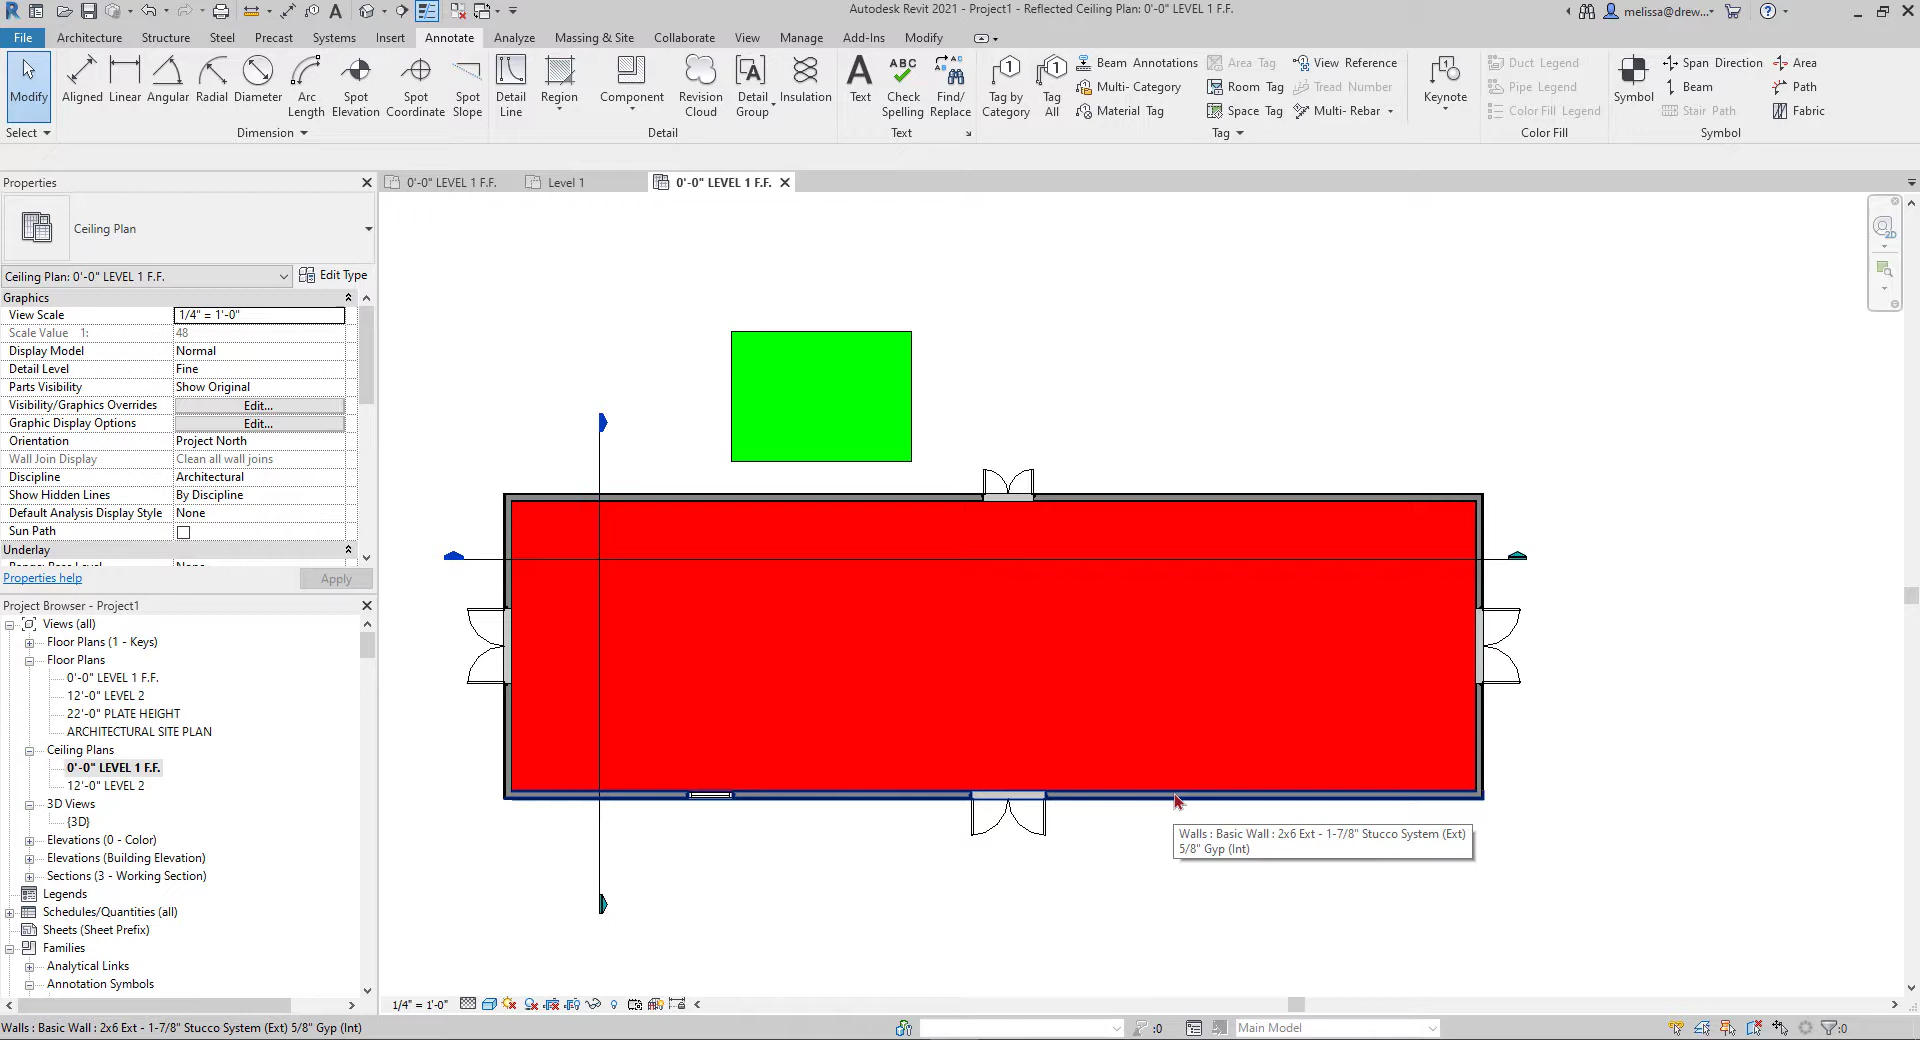 Autodesk Revit 2021 - Project1 - Reflected Ceiling Plan: 0'-0" LEVEL 1 F.F.
melissa@drew...
File Architecture Structure Steel Precast Systems Insert Annotate Analyze Massing & Site Collaborate View Manage Add-Ins Modify
Modify
Aligned Linear Angular Radial Diameter Arc Length Spot Elevation Spot Coordinate Spot Slope
Detail Line Region Component Revision Cloud Detail Group Insulation
Text Check Spelling Find/ Replace
Tag by Category Tag All
Beam Annotations Area Tag View Reference
Multi- Category Room Tag Tread Number
Material Tag Space Tag Multi- Rebar
Keynote
Duct Legend
Pipe Legend
Color Fill Legend
Symbol
Span Direction Area
Beam Path
Stair Path Fabric
Select Dimension Detail Text Tag Color Fill Symbol
Properties
0'-0" LEVEL 1 F.F. Level 1 0'-0" LEVEL 1 F.F.
Ceiling Plan
Ceiling Plan: 0'-0" LEVEL 1 F.F. Edit Type
Graphics
View Scale 1/4" = 1'-0"
Scale Value 1: 48
Display Model Normal
Detail Level Fine
Parts Visibility Show Original
Visibility/Graphics Overrides Edit...
Graphic Display Options Edit...
Orientation Project North
Wall Join Display Clean all wall joins
Discipline Architectural
Show Hidden Lines By Discipline
Default Analysis Display Style None
Sun Path
Underlay
Properties help Apply
Project Browser - Project1
Views (all)
Floor Plans (1 - Keys)
Floor Plans
0'-0" LEVEL 1 F.F.
12'-0" LEVEL 2
22'-0" PLATE HEIGHT
ARCHITECTURAL SITE PLAN
Ceiling Plans
0'-0" LEVEL 1 F.F.
12'-0" LEVEL 2
3D Views
{3D}
Elevations (0 - Color)
Elevations (Building Elevation)
Sections (3 - Working Section)
Legends
Schedules/Quantities (all)
Sheets (Sheet Prefix)
Families
Analytical Links
Annotation Symbols
2D
Walls : Basic Wall : 2x6 Ext - 1-7/8" Stucco System (Ext)
5/8" Gyp (Int)
1/4" = 1'-0"
Walls : Basic Wall : 2x6 Ext - 1-7/8" Stucco System (Ext) 5/8" Gyp (Int)
:0 Main Model :0